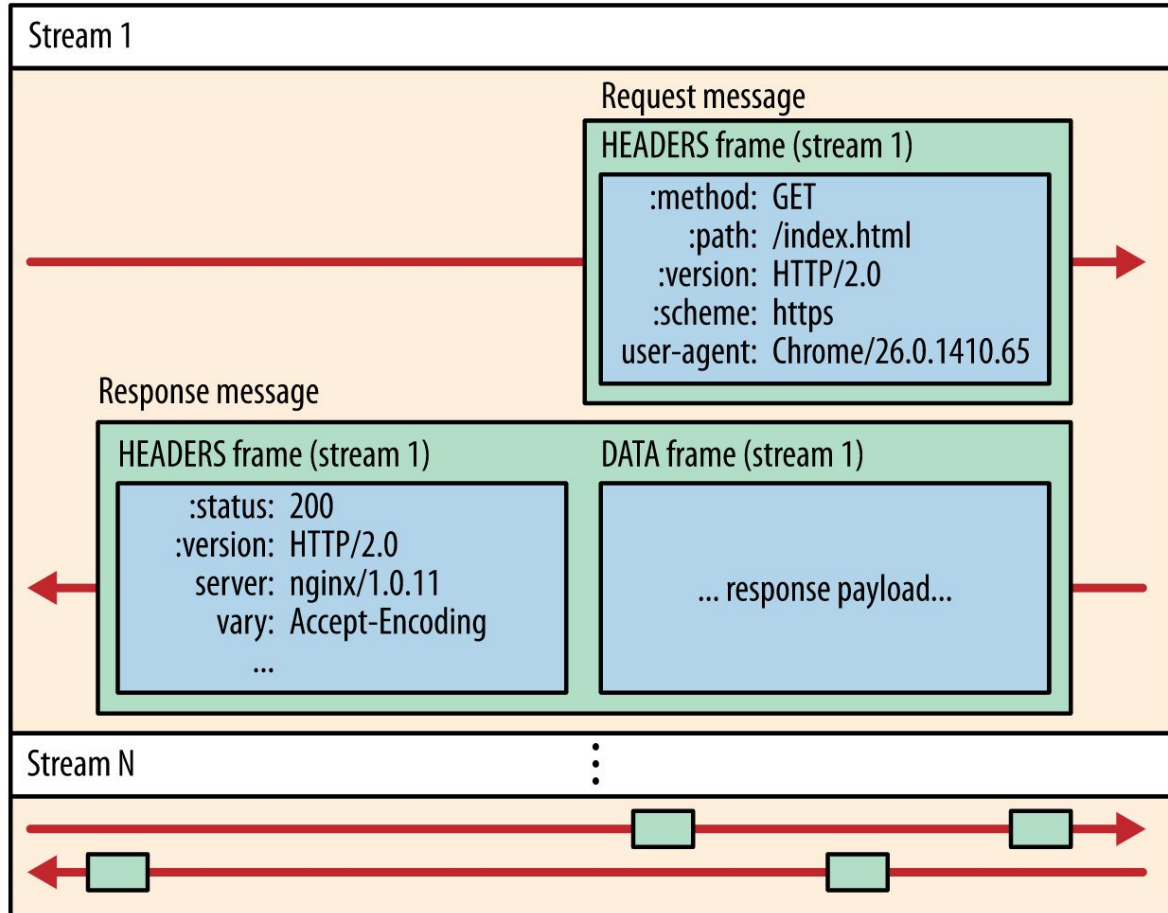 Stream 1
Request message
HEADERS frame (stream 1)
:method: GET
:path: /index.html
:version: HTTP/2.0
:scheme: https
user-agent: Chrome/26.0.1410.65
Response message
HEADERS frame (stream 1)
:status: 200
:version: HTTP/2.0
server: nginx/1.0.11
vary: Accept-Encoding
...
DATA frame (stream 1)
... response payload...
Stream N